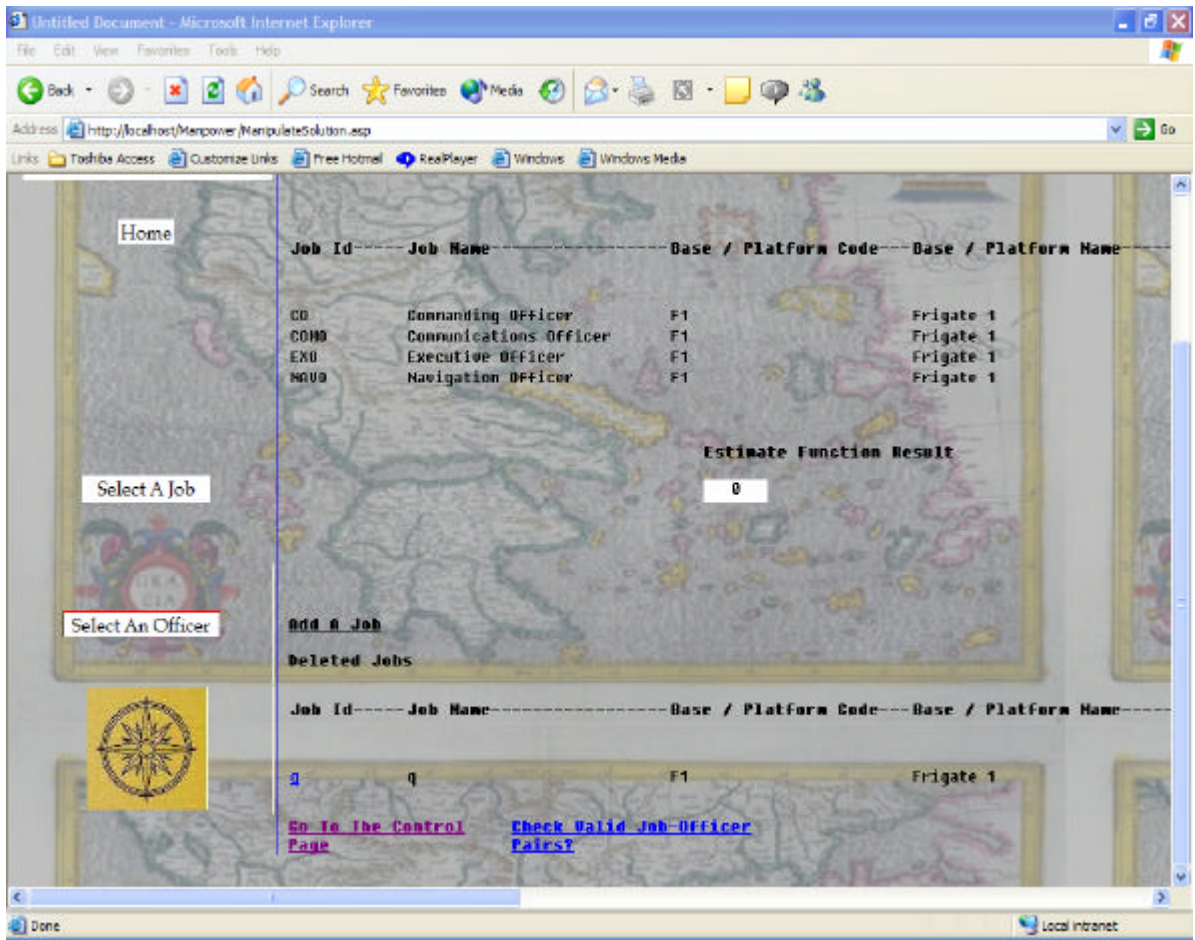 Untitled Document - Microsoft Internet Explorer
File Edit View Favorites Tools Help
Back Search Favorites Media
Address http://localhost/Manpower/ManipulateSolution.asp Go
Links Toshiba Access Customize Links Free Hotmail RealPlayer Windows Windows Media
Home
Job Id-----Job Name-------------------Base / Platform Code---Base / Platform Name-----
CO Commanding Officer F1 Frigate 1
COMO Communications Officer F1 Frigate 1
EXO Executive Officer F1 Frigate 1
NAVO Navigation Officer F1 Frigate 1
Estimate Function Result
Select A Job
0
Select An Officer
Add A Job
Deleted Jobs
Job Id-----Job Name-------------------Base / Platform Code---Base / Platform Name-----
q q F1 Frigate 1
Go To The Control Page
Check Valid Job-Officer Pairs?
Done Local intranet